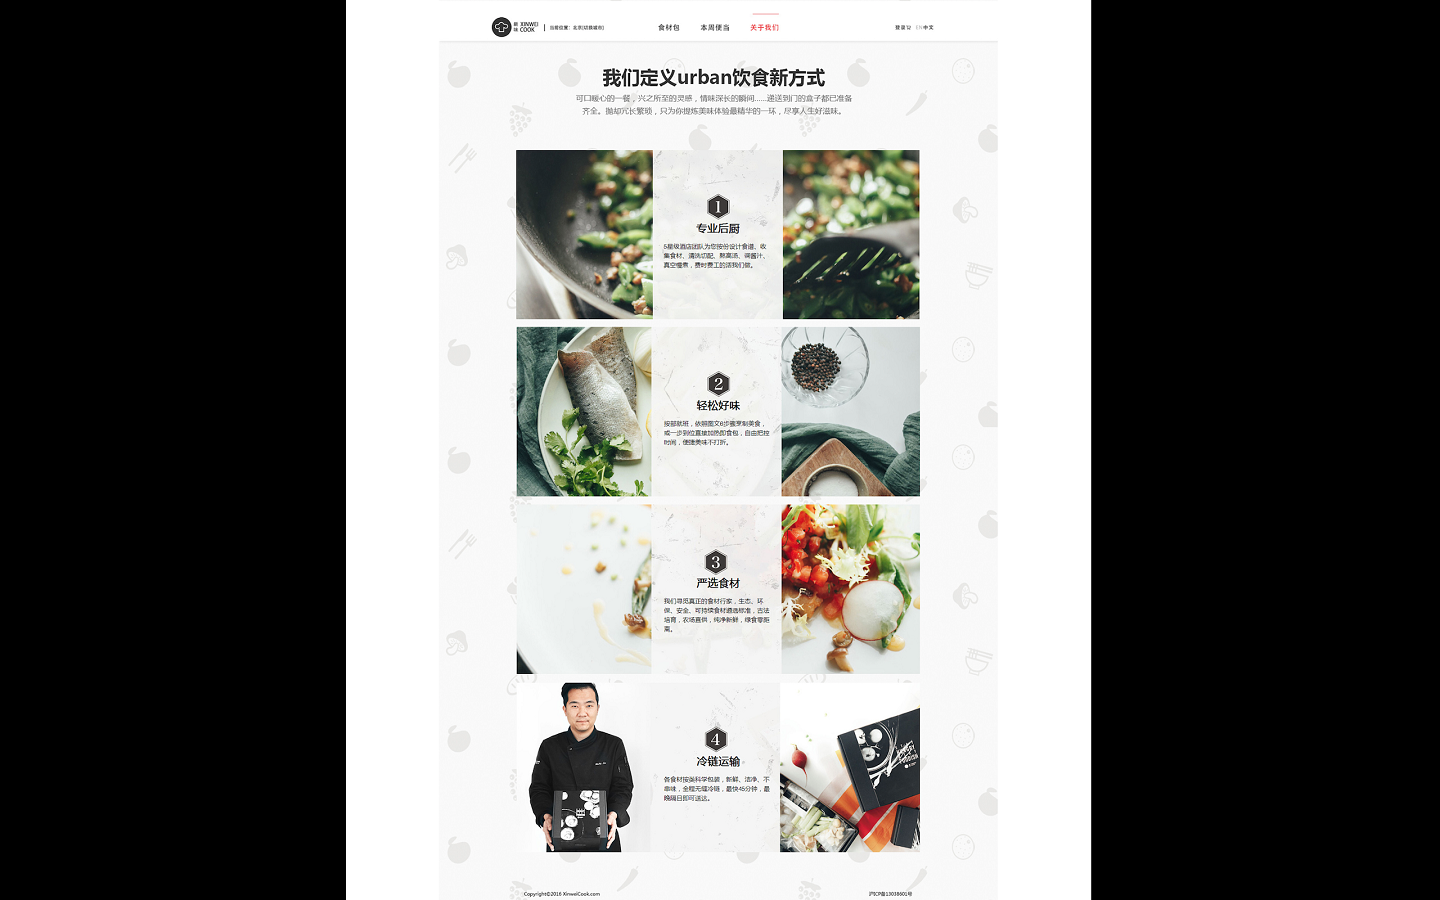 新味 XINWEI COOK
当前位置：北京[切换城市]
食材包 本周便当 关于我们
登录 EN中文
我们定义urban饮食新方式
可口暖心的一餐，兴之所至的灵感，情味深长的瞬间……递送到门的盒子都已准备
齐全。抛却冗长繁琐，只为你提炼美味体验最精华的一环，尽享人生好滋味。
1
专业后厨
5星级酒店团队为您按份设计食谱、收
集食材、清洗切配、熬高汤、调酱汁、
真空慢煮，费时费工的活我们做。
2
轻松好味
按部就班，依照图文6步骤烹制美食，
或一步到位直接加热即食包，自由把控
时间，便捷美味不打折。
3
严选食材
我们寻觅真正的食材行家，生态、环
保、安全、可持续食材遴选标准，古法
培育，农场直供，纯净新鲜，绿食零距
离。
4
冷链运输
各食材按类科学包装，新鲜、洁净、不
串味，全程无缝冷链，最快45分钟，最
晚隔日即可送达。
Copyright©2016 XinweiCook.com
沪ICP备13038601号